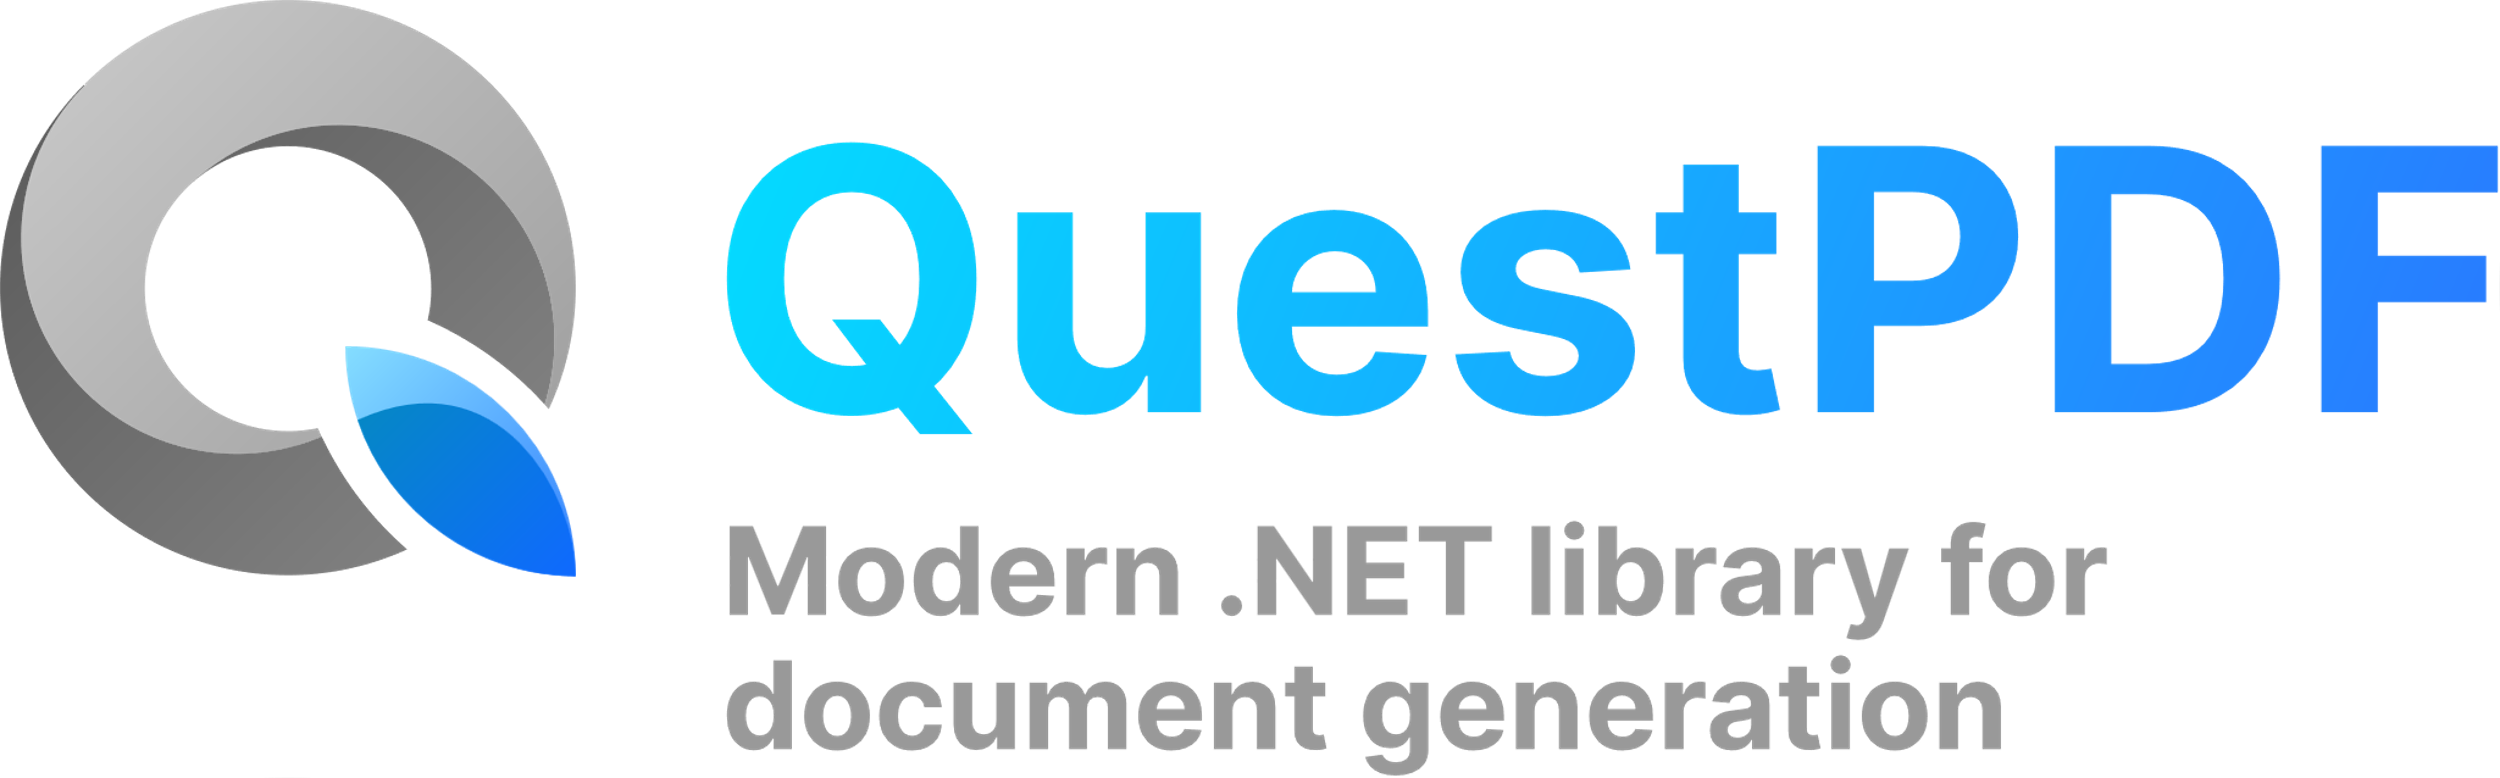 QuestPDF
Modern .NET library for
document generation